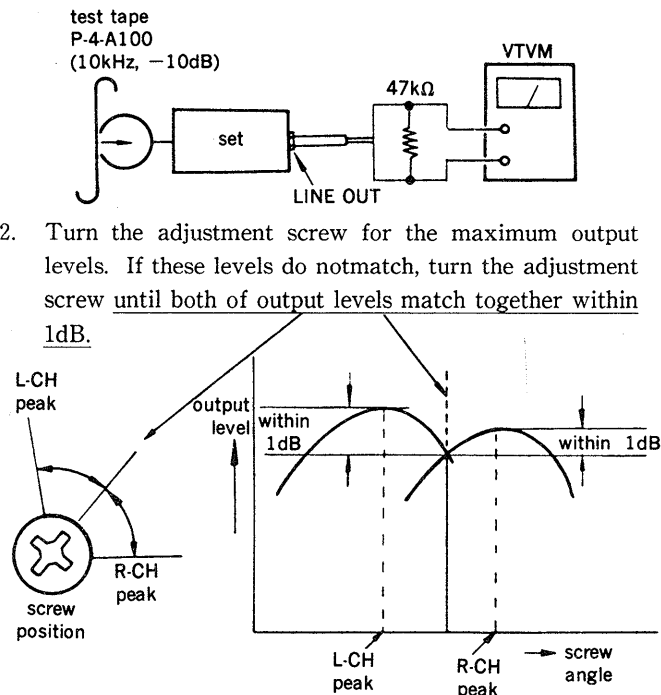 test tape
P-4-A100
(10kHz, −10dB)
VTVM
47kΩ
set
LINE OUT
2. Turn the adjustment screw for the maximum output
levels. If these levels do notmatch, turn the adjustment
screw until both of output levels match together within
1dB.
L-CH
peak
R-CH
peak
screw
position
output
level
within
1dB
within 1dB
L-CH
peak
R-CH
peak
screw
angle